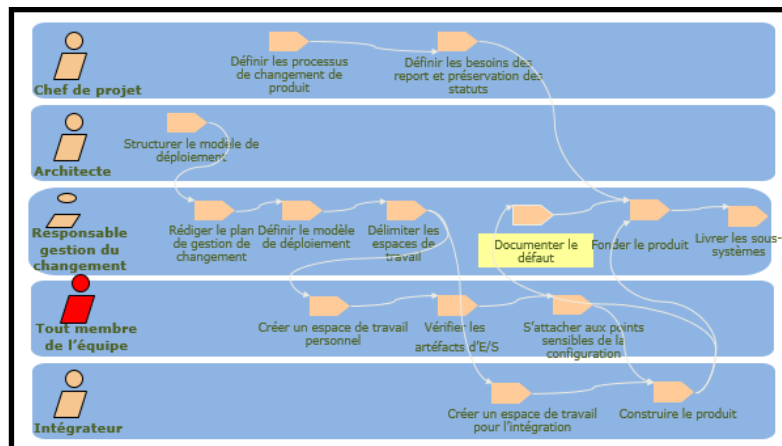 Définir les processus
de changement de
produit
Définir les besoins des
report et préservation des
statuts
Chef de projet
Structurer le modèle de
déploiement
Architecte
Responsable
gestion du
changement
Rédiger le plan
de gestion de
changement
Définir le modèle
de déploiement
Délimiter les
espaces de
travail
Documenter le
défaut
Fonder le produit
Livrer les sous-
systèmes
Tout membre
de l'équipe
Créer un espace de travail
personnel
Vérifier les
artéfacts d'E/S
S'attacher aux points
sensibles de la
configuration
Intégrateur
Créer un espace de travail
pour l'intégration
Construire le produit